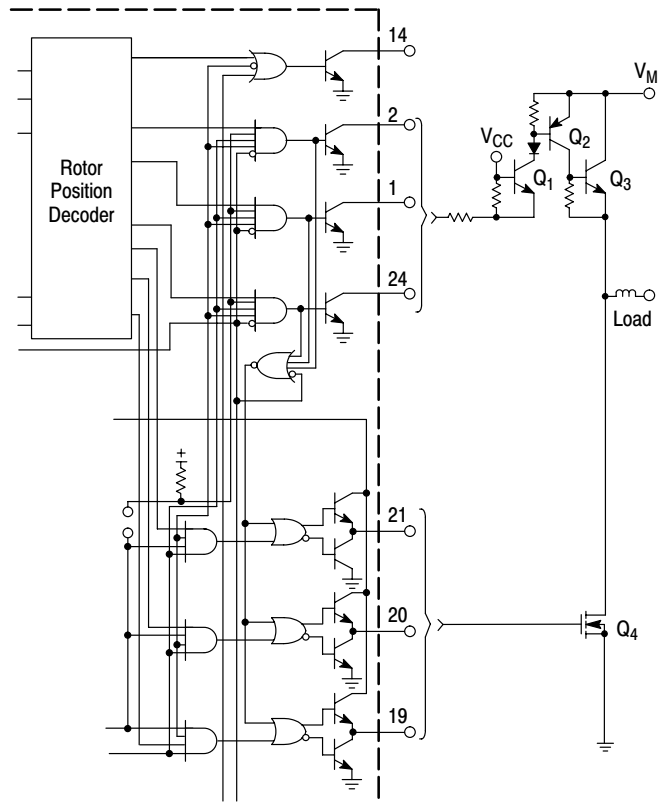 14
V_M
2
V_CC
Q_2
Q_1
Q_3
Rotor
Position
Decoder
1
24
Load
+
21
20
Q_4
19